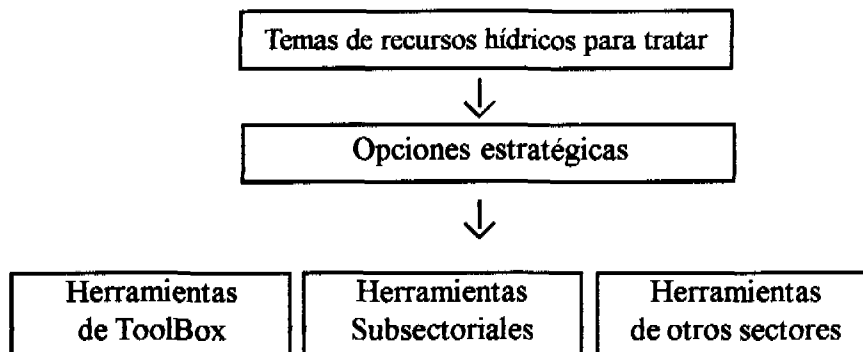 Temas de recursos hídricos para tratar
Opciones estratégicas
Herramientas
de ToolBox
Herramientas
Subsectoriales
Herramientas
de otros sectores